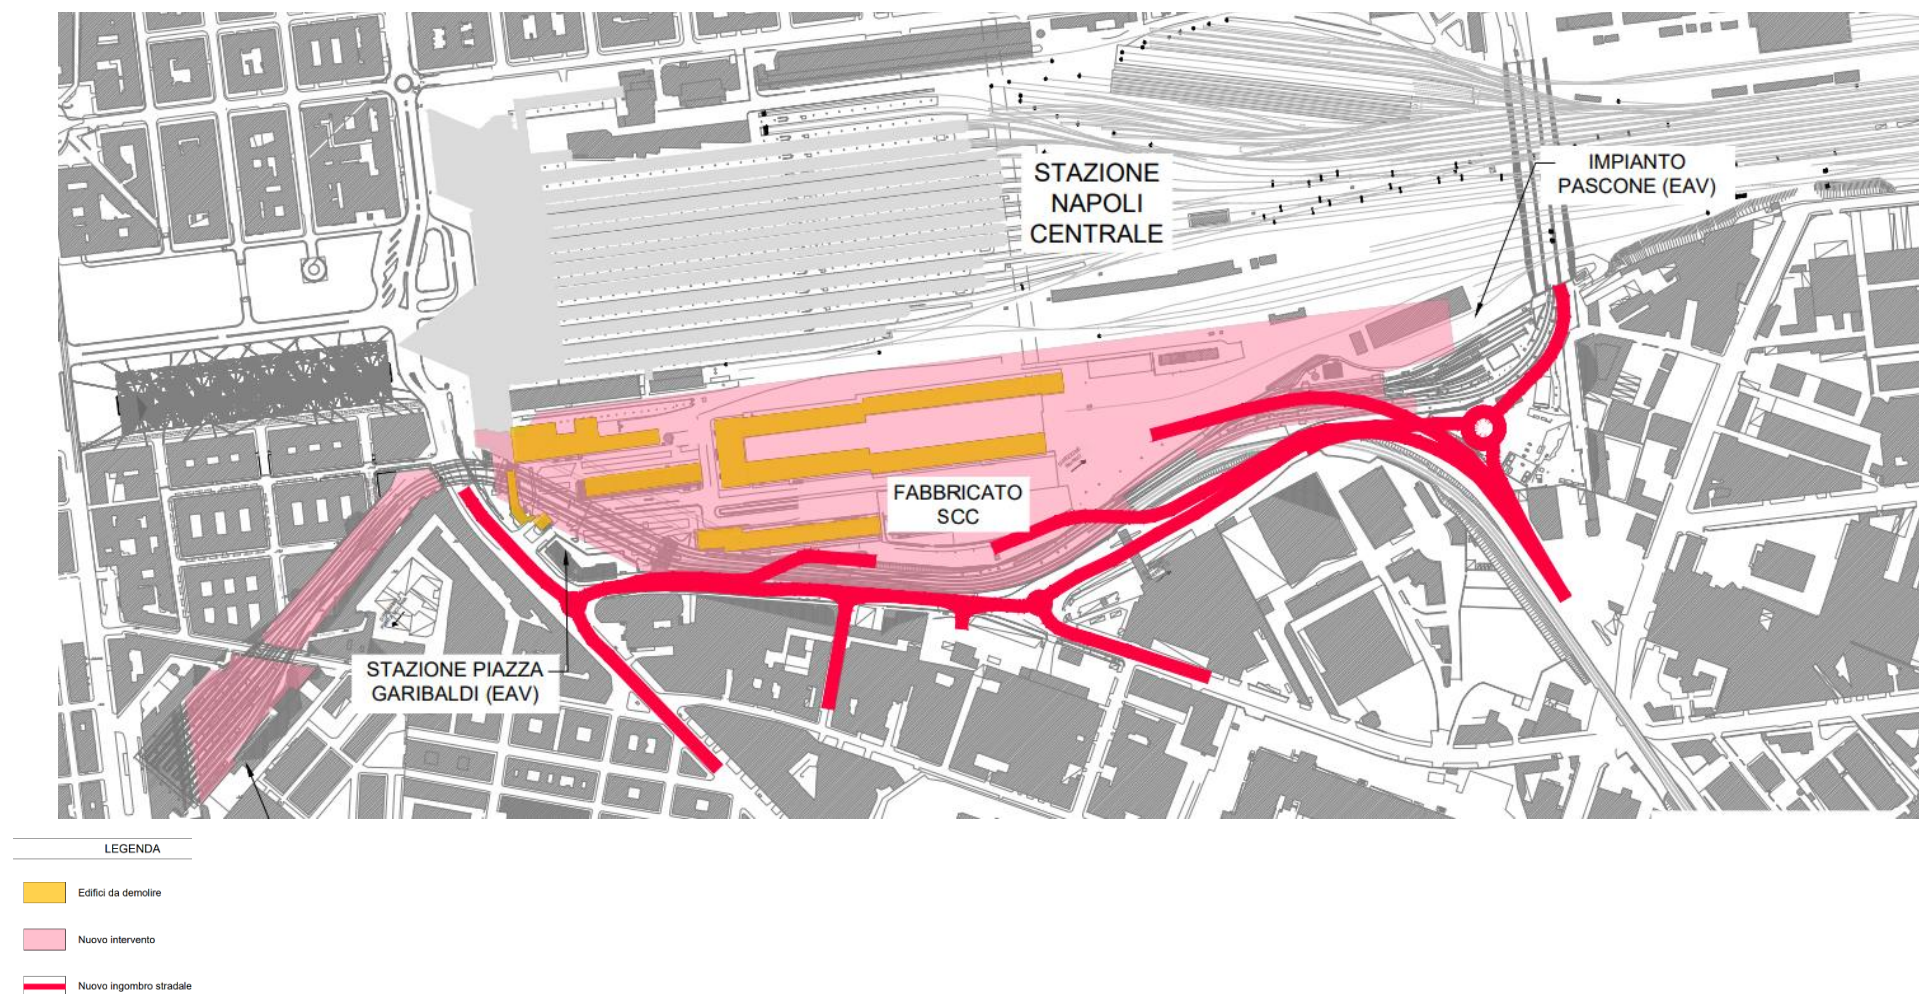 STAZIONE
NAPOLI
CENTRALE
IMPIANTO
PASCONE (EAV)
FABBRICATO
SCC
STAZIONE PIAZZA
GARIBALDI (EAV)
LEGENDA
Edifici da demolire
Nuovo intervento
Nuovo ingombro stradale